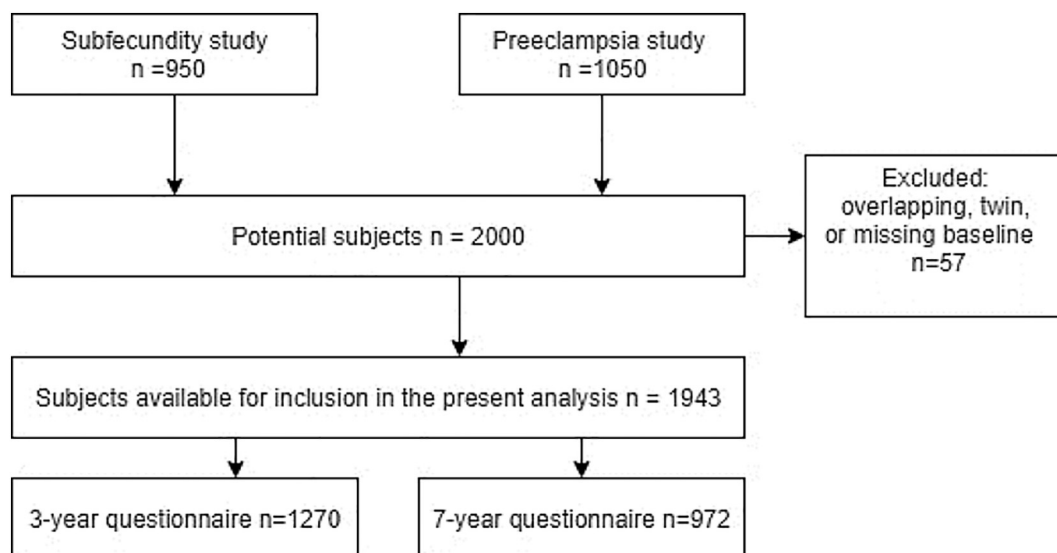 Subfecundity study
n =950
Preeclampsia study
n =1050
Excluded:
overlapping, twin,
or missing baseline
n=57
Potential subjects n = 2000
Subjects available for inclusion in the present analysis n = 1943
3-year questionnaire n=1270
7-year questionnaire n=972